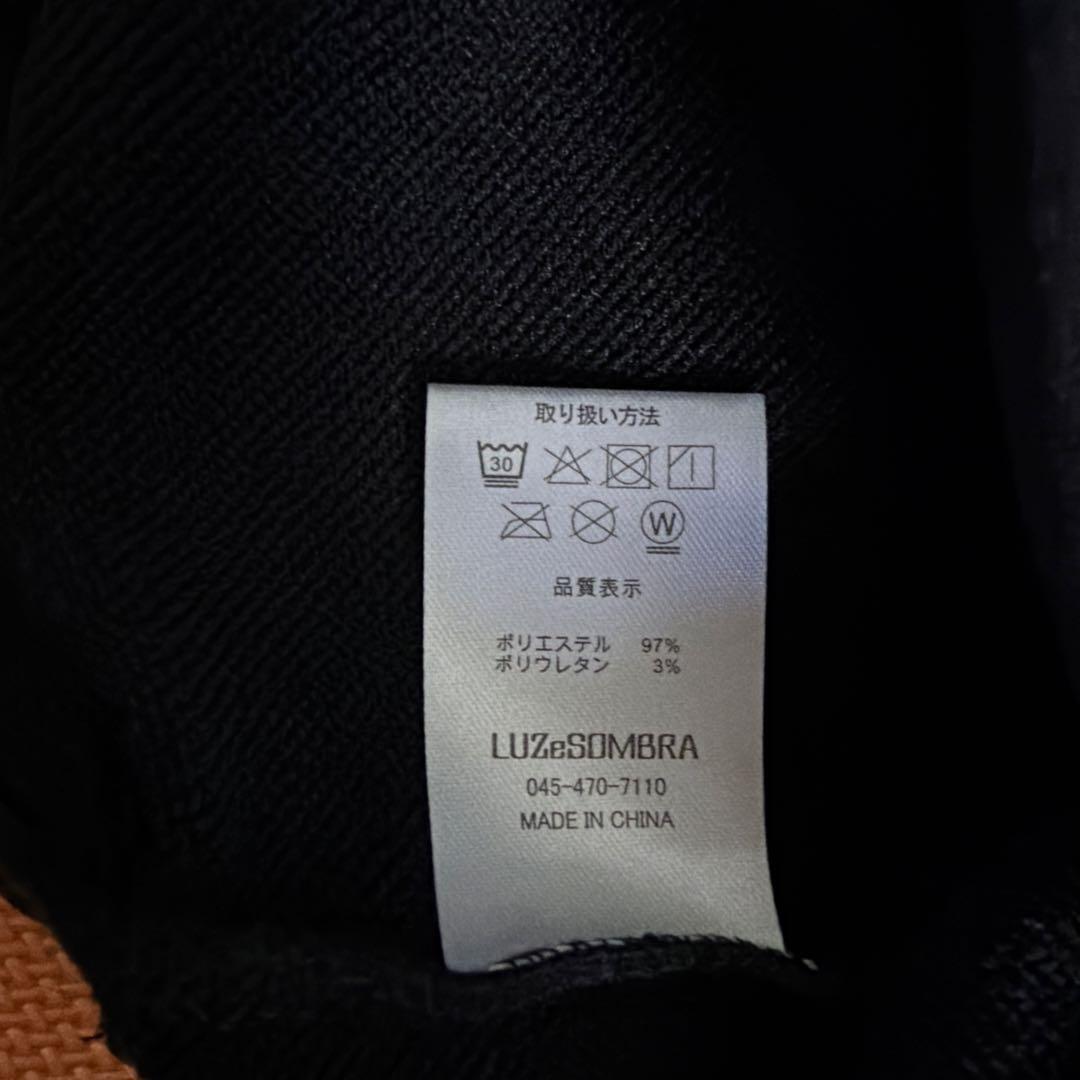 取り扱い方法
30
W
品質表示
ポリエステル 97%
ポリウレタン 3%
LUZeSOMBRA
045-470-7110
MADE IN CHINA